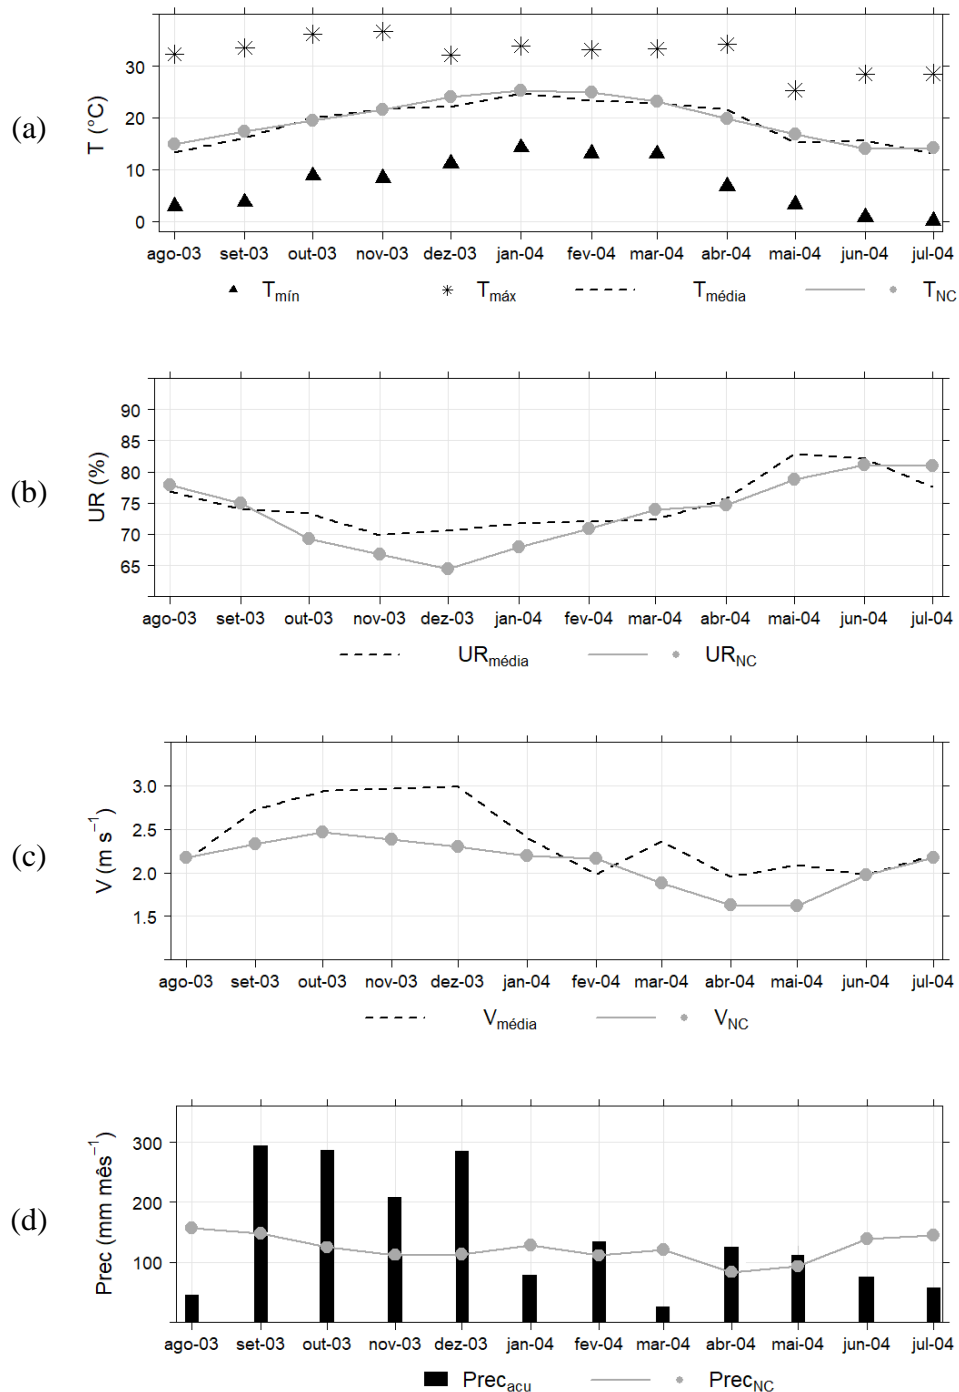 (a)
T (°C)
30
20
10
0
ago-03 set-03 out-03 nov-03 dez-03 jan-04 fev-04 mar-04 abr-04 mai-04 jun-04 jul-04
Tmín Tmáx Tmédia TNC
(b)
UR (%)
90
85
80
75
70
65
ago-03 set-03 out-03 nov-03 dez-03 jan-04 fev-04 mar-04 abr-04 mai-04 jun-04 jul-04
URmédia URNC
(c)
V (m s⁻¹)
3.0
2.5
2.0
1.5
ago-03 set-03 out-03 nov-03 dez-03 jan-04 fev-04 mar-04 abr-04 mai-04 jun-04 jul-04
Vmédia VNC
(d)
Prec (mm mês⁻¹)
300
200
100
ago-03 set-03 out-03 nov-03 dez-03 jan-04 fev-04 mar-04 abr-04 mai-04 jun-04 jul-04
Precacu PrecNC